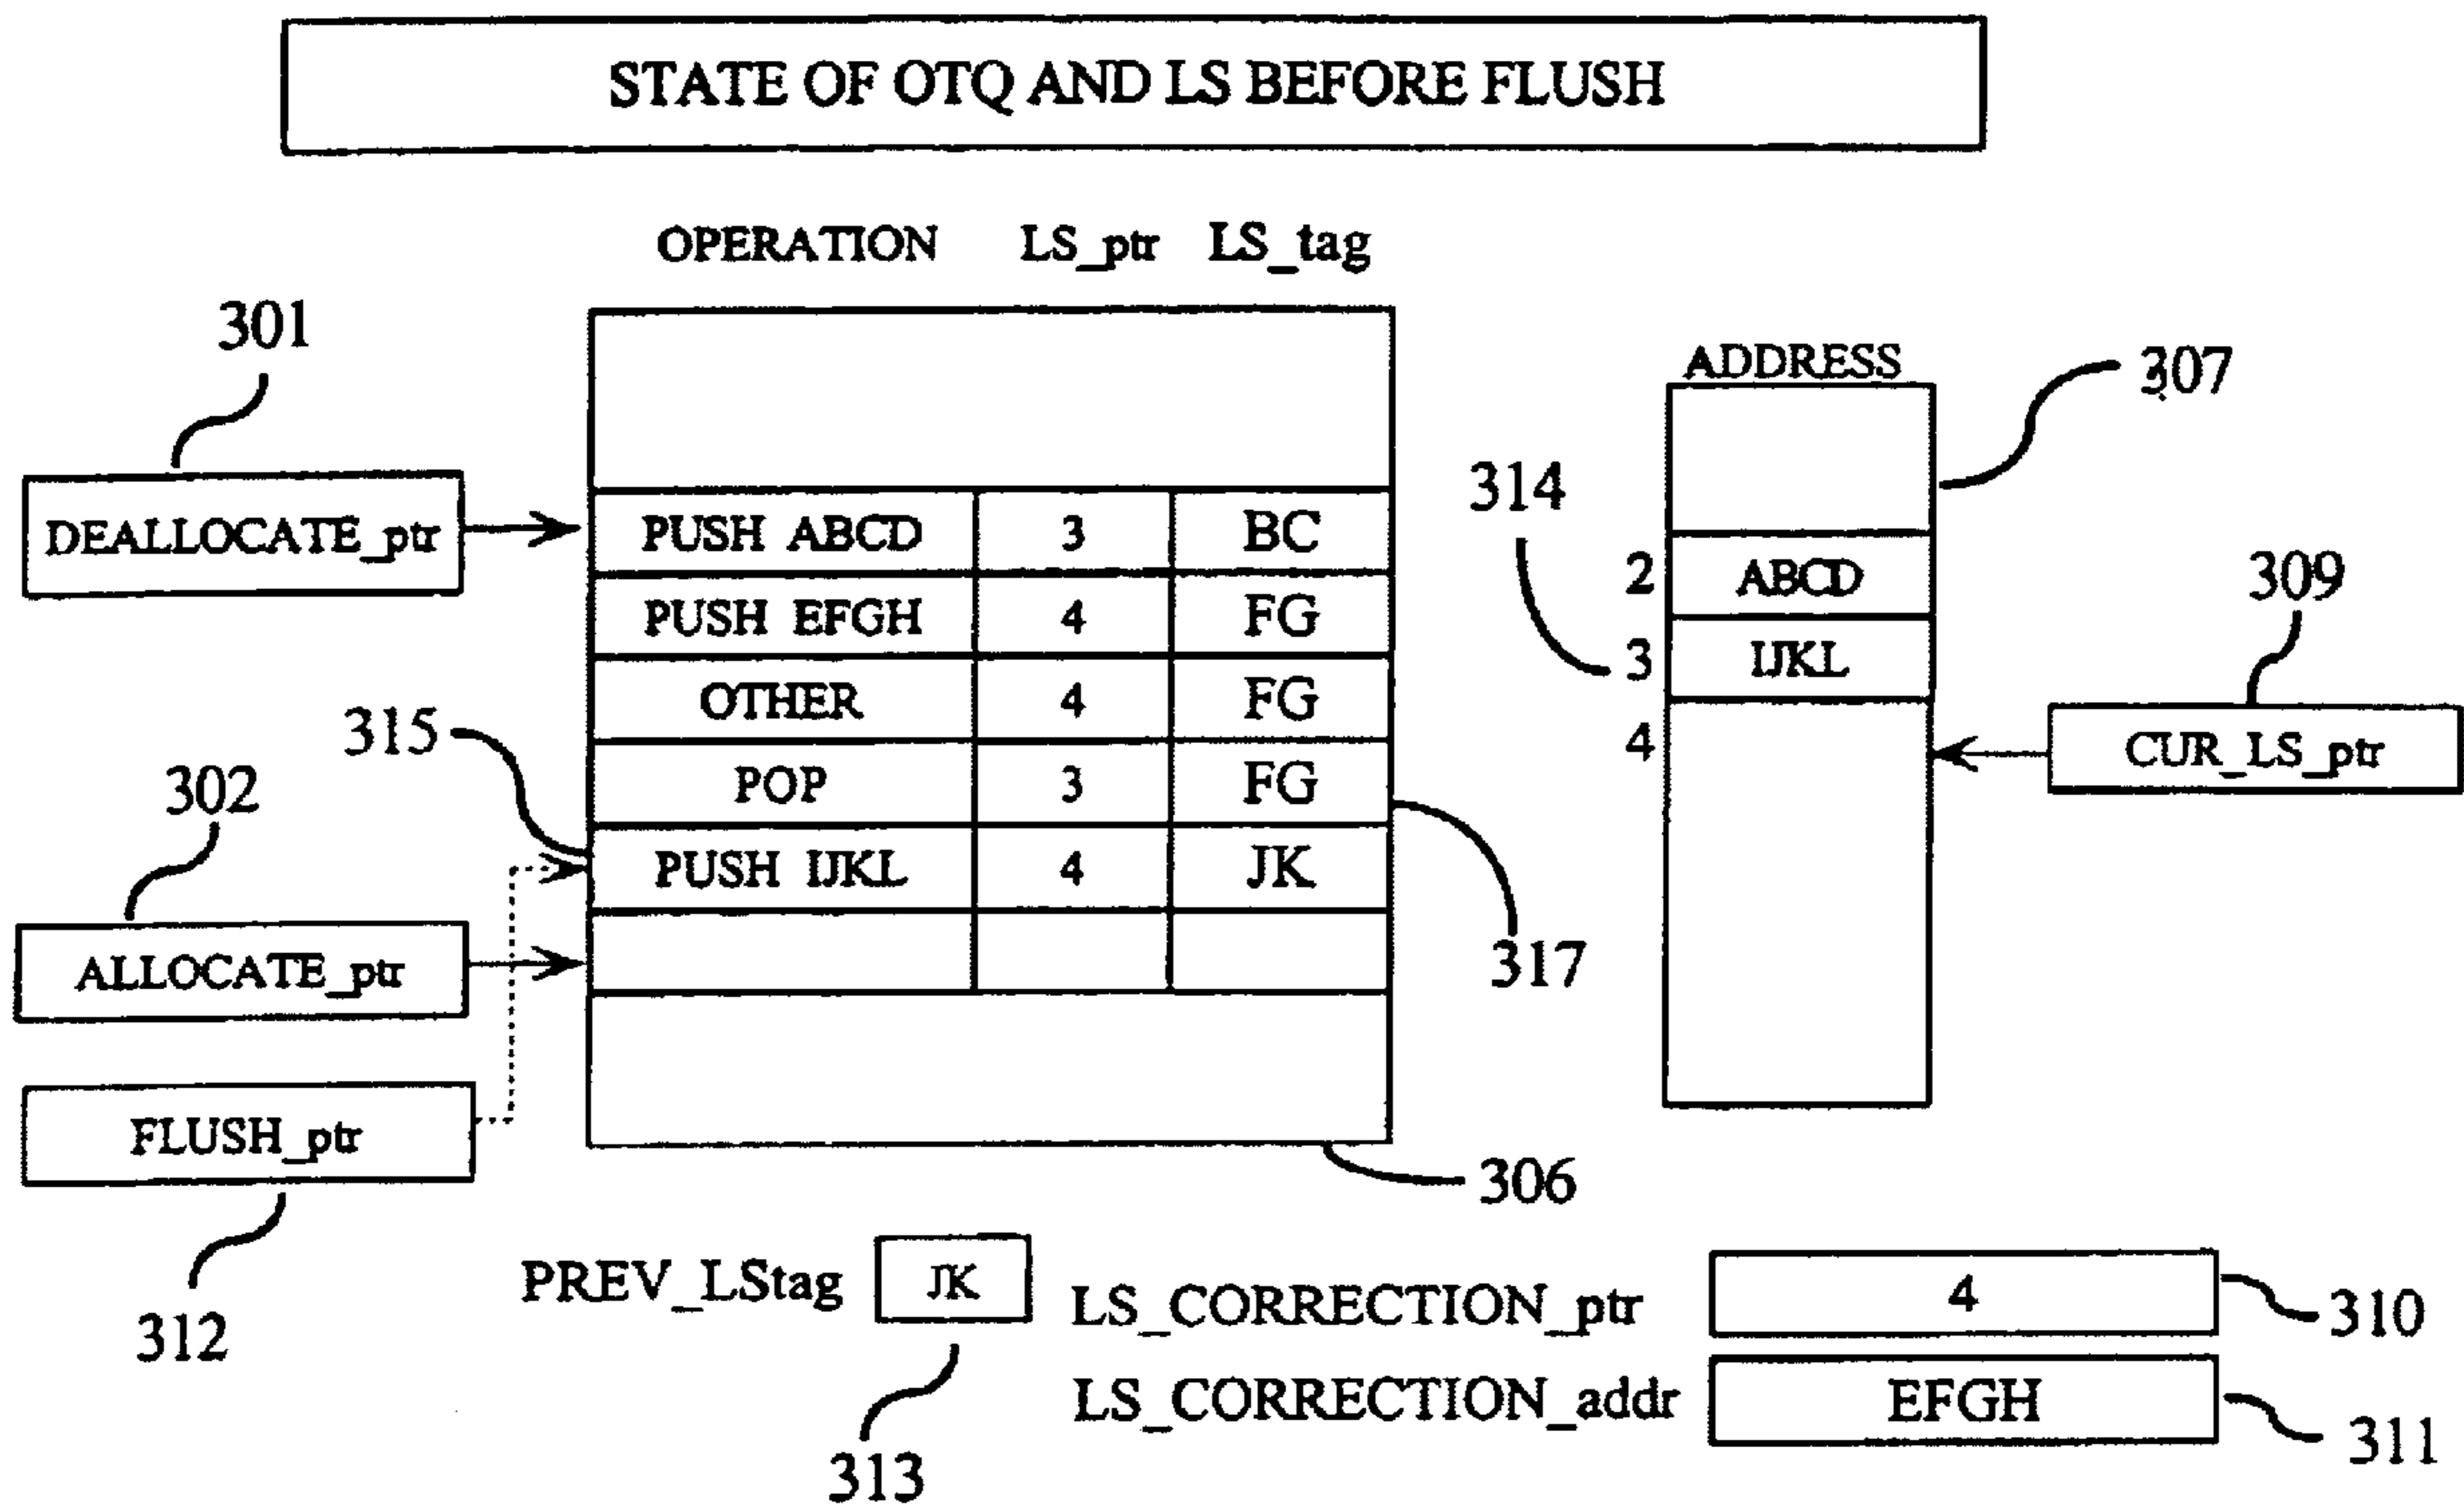 STATE OF OTQ AND LS BEFORE FLUSH
OPERATION LS_ptr LS_tag
301
ADDRESS
307
DEALLOCATE_ptr
PUSH ABCD 3 BC
314
2 ABCD
309
PUSH EFGH 4 FG
3 IJKL
OTHER 4 FG
315
4
CUR_LS_ptr
302
POP 3 FG
PUSH IJKL 4 JK
317
ALLOCATE_ptr
FLUSH_ptr
306
312
PREV_LStag JK
LS_CORRECTION_ptr 4
310
LS_CORRECTION_addr EFGH
311
313